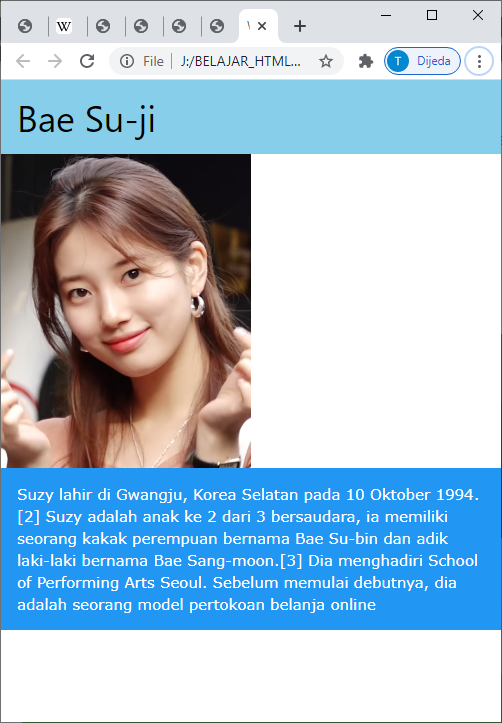 W
File
J:/BELAJAR_HTML...
T
Dijeda
Bae Su-ji
Suzy lahir di Gwangju, Korea Selatan pada 10 Oktober 1994.
[2] Suzy adalah anak ke 2 dari 3 bersaudara, ia memiliki
seorang kakak perempuan bernama Bae Su-bin dan adik
laki-laki bernama Bae Sang-moon.[3] Dia menghadiri School
of Performing Arts Seoul. Sebelum memulai debutnya, dia
adalah seorang model pertokoan belanja online